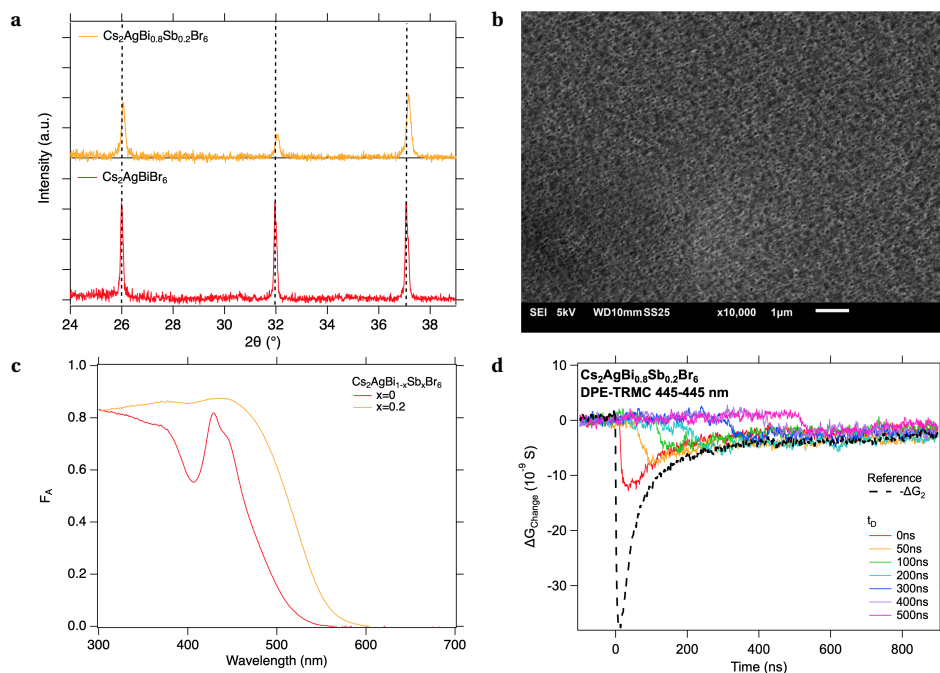 a
Cs2AgBi0.8Sb0.2Br6
Cs2AgBiBr6
Intensity (a.u.)
24 26 28 30 32 34 36 38
2θ (°)
b
SEI 5kV WD10mm SS25 x10,000 1μm
c
Cs2AgBi1-xSbxBr6
x=0
x=0.2
1.0
0.8
0.6
0.4
0.2
0.0
FA
300 400 500 600 700
Wavelength (nm)
d
Cs2AgBi0.8Sb0.2Br6
DPE-TRMC 445-445 nm
10
0
-10
-20
-30
ΔGChange (10-9 S)
Reference
-ΔG2
tD
0ns
50ns
100ns
200ns
300ns
400ns
500ns
0 200 400 600 800
Time (ns)